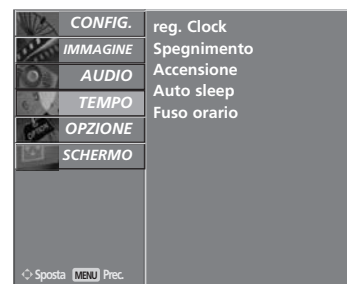 CONFIG.
IMMAGINE
AUDIO
TEMPO
OPZIONE
SCHERMO
reg. Clock
Spegnimento
Accensione
Auto sleep
Fuso orario
Sposta MENU Prec.